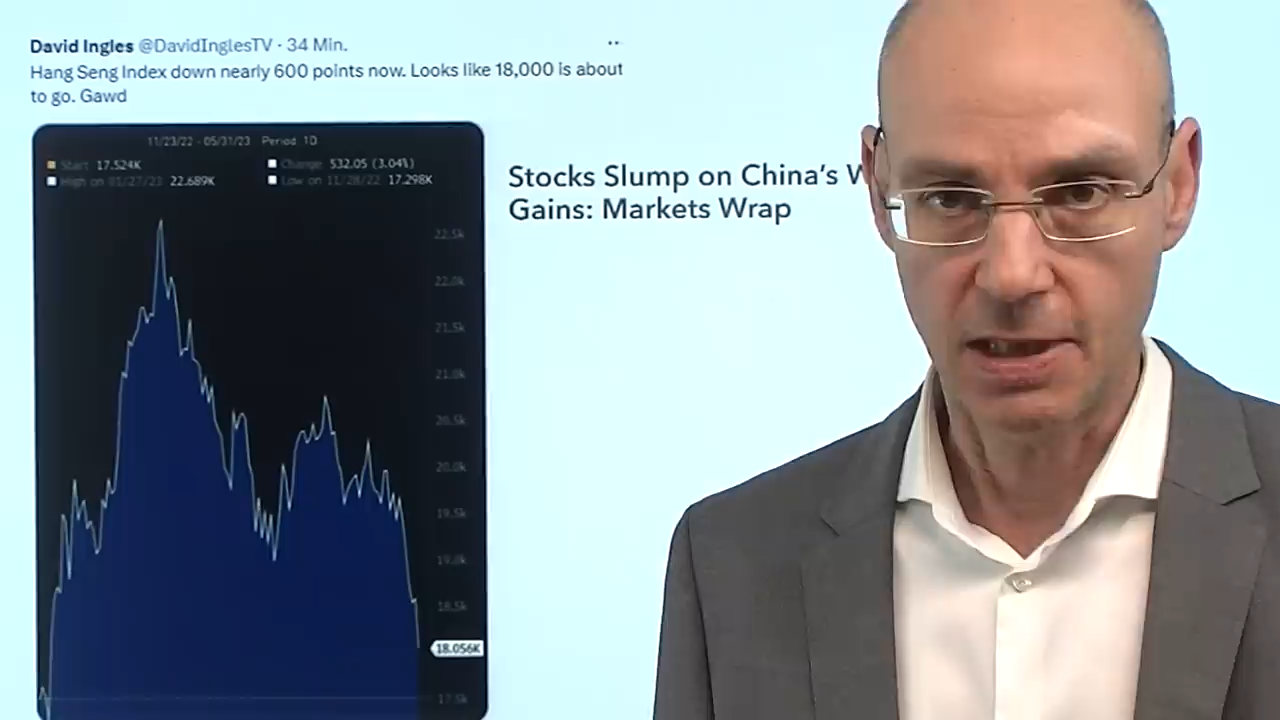 David Ingles @DavidInglesTV · 34 Min.
Hang Seng Index down nearly 600 points now. Looks like 18,000 is about
to go. Gawd
11/23/22 - 05/31/23 Period 1D
Start 17.524K
Change 532.05 (3.04%)
High on 01/27/23 22.689K
Low on 11/28/22 17.298K
Stocks Slump on China's
Gains: Markets Wrap
22.5k
22.0k
21.5k
21.0k
20.5k
20.0k
19.5k
19.0k
18.5k
18.056K
17.5k